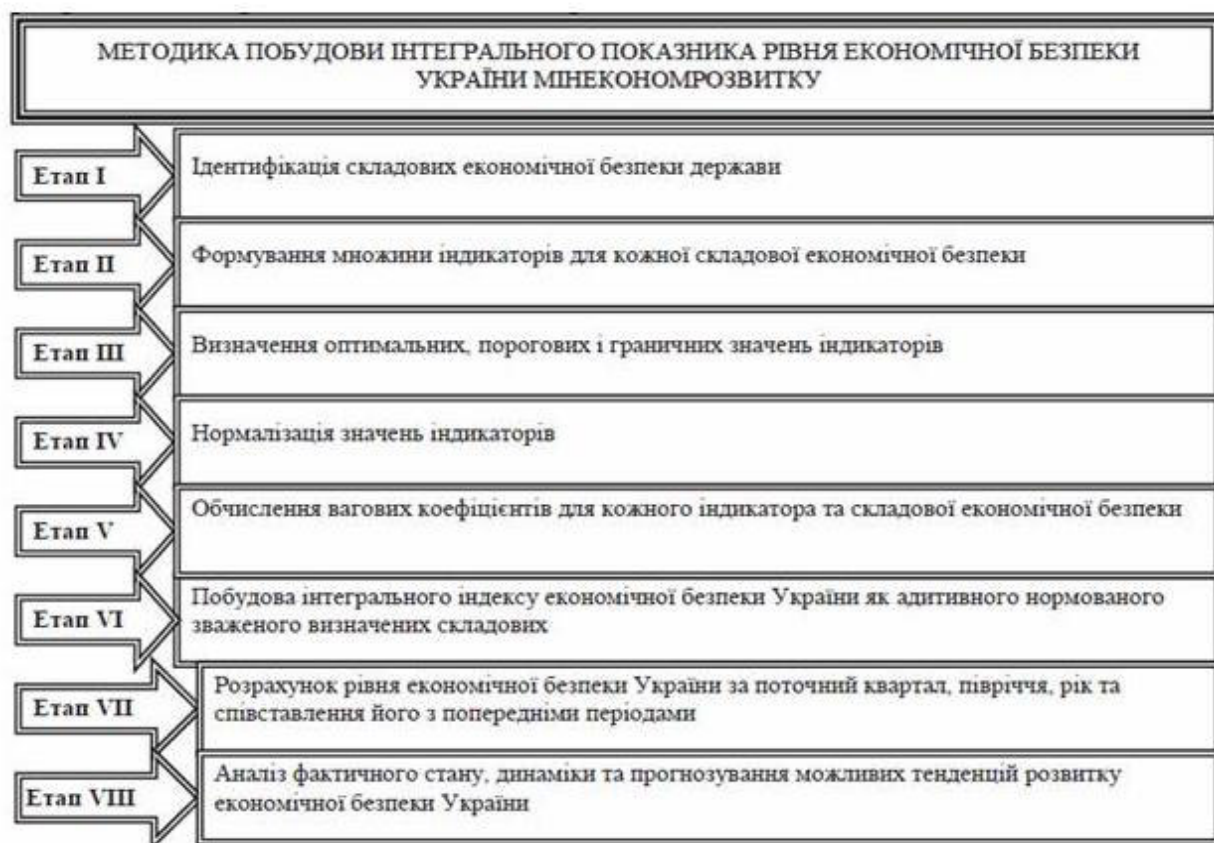 МЕТОДИКА ПОБУДОВИ ІНТЕГРАЛЬНОГО ПОКАЗНИКА РІВНЯ ЕКОНОМІЧНОЇ БЕЗПЕКИ
УКРАЇНИ МІНЕКОНОМРОЗВИТКУ
Етап I
Ідентифікація складових економічної безпеки держави
Етап II
Формування множини індикаторів для кожної складової економічної безпеки
Етап III
Визначення оптимальних, порогових і граничних значень індикаторів
Етап IV
Нормалізація значень індикаторів
Етап V
Обчислення вагових коефіцієнтів для кожного індикатора та складової економічної безпеки
Етап VI
Побудова інтегрального індексу економічної безпеки України як адитивного нормованого
зваженого визначених складових
Етап VII
Розрахунок рівня економічної безпеки України за поточний квартал, півріччя, рік та
співставлення його з попередніми періодами
Етап VIII
Аналіз фактичного стану, динаміки та прогнозування можливих тенденцій розвитку
економічної безпеки України